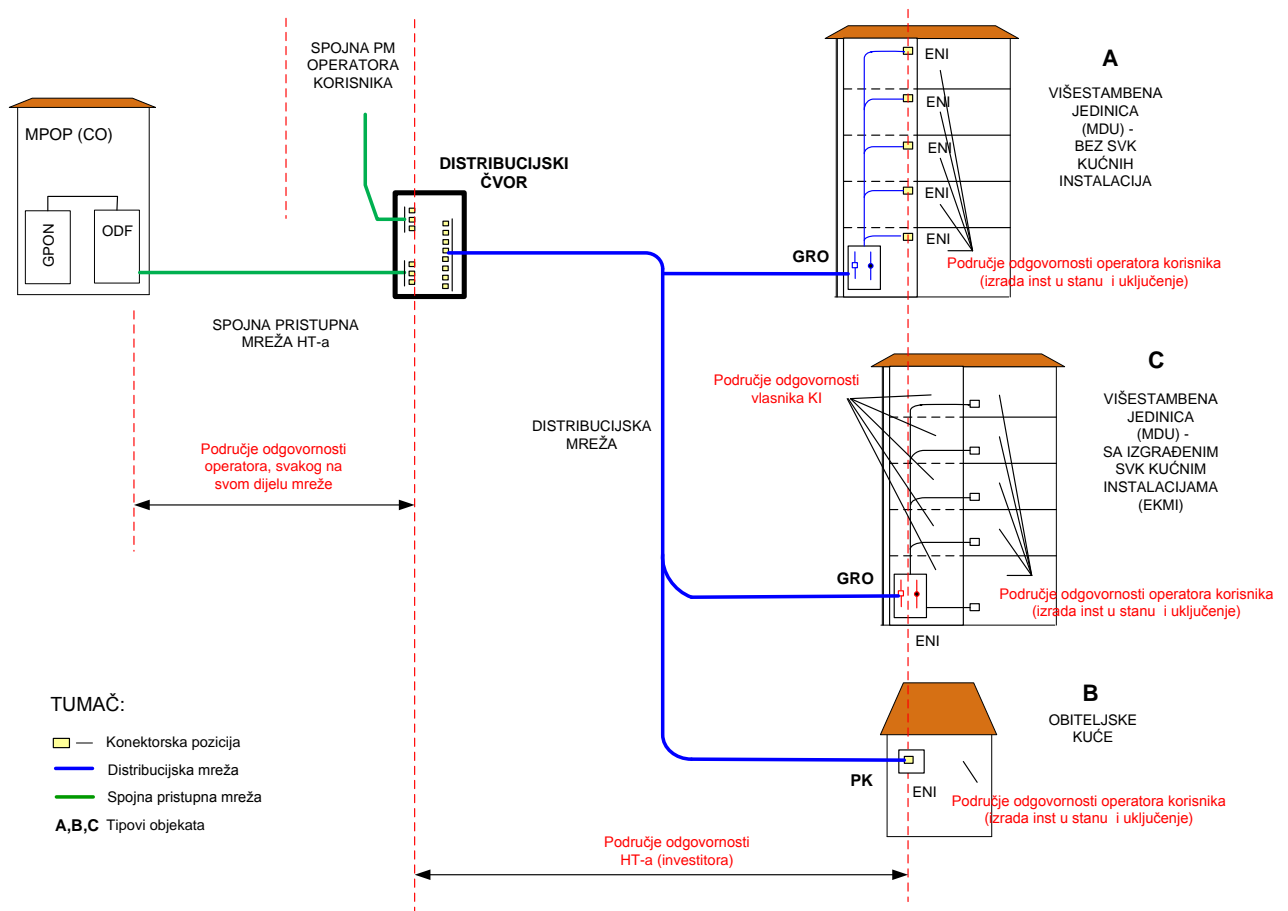 SPOJNA PM
OPERATORA
KORISNIKA
MPOP (CO)
GPON
ODF
DISTRIBUCIJSKI
ČVOR
SPOJNA PRISTUPNA
MREŽA HT-a
Područje odgovornosti
operatora, svakog na
svom dijelu mreže
DISTRIBUCIJSKA
MREŽA
ENI
ENI
ENI
ENI
ENI
GRO
A
VIŠESTAMBENA
JEDINICA
(MDU) -
BEZ SVK
KUĆNIH
INSTALACIJA
Područje odgovornosti operatora korisnika
(izrada inst u stanu i uključenje)
Područje odgovornosti
vlasnika KI
C
VIŠESTAMBENA
JEDINICA
(MDU) -
SA IZGRAĐENIM
SVK KUĆNIM
INSTALACIJAMA
(EKMI)
GRO
ENI
Područje odgovornosti operatora korisnika
(izrada inst u stanu i uključenje)
B
OBITELJSKE
KUĆE
PK
ENI
Područje odgovornosti operatora korisnika
(izrada inst u stanu i uključenje)
Područje odgovornosti
HT-a (investitora)
TUMAČ:
Konektorska pozicija
Distribucijska mreža
Spojna pristupna mreža
A,B,C Tipovi objekata